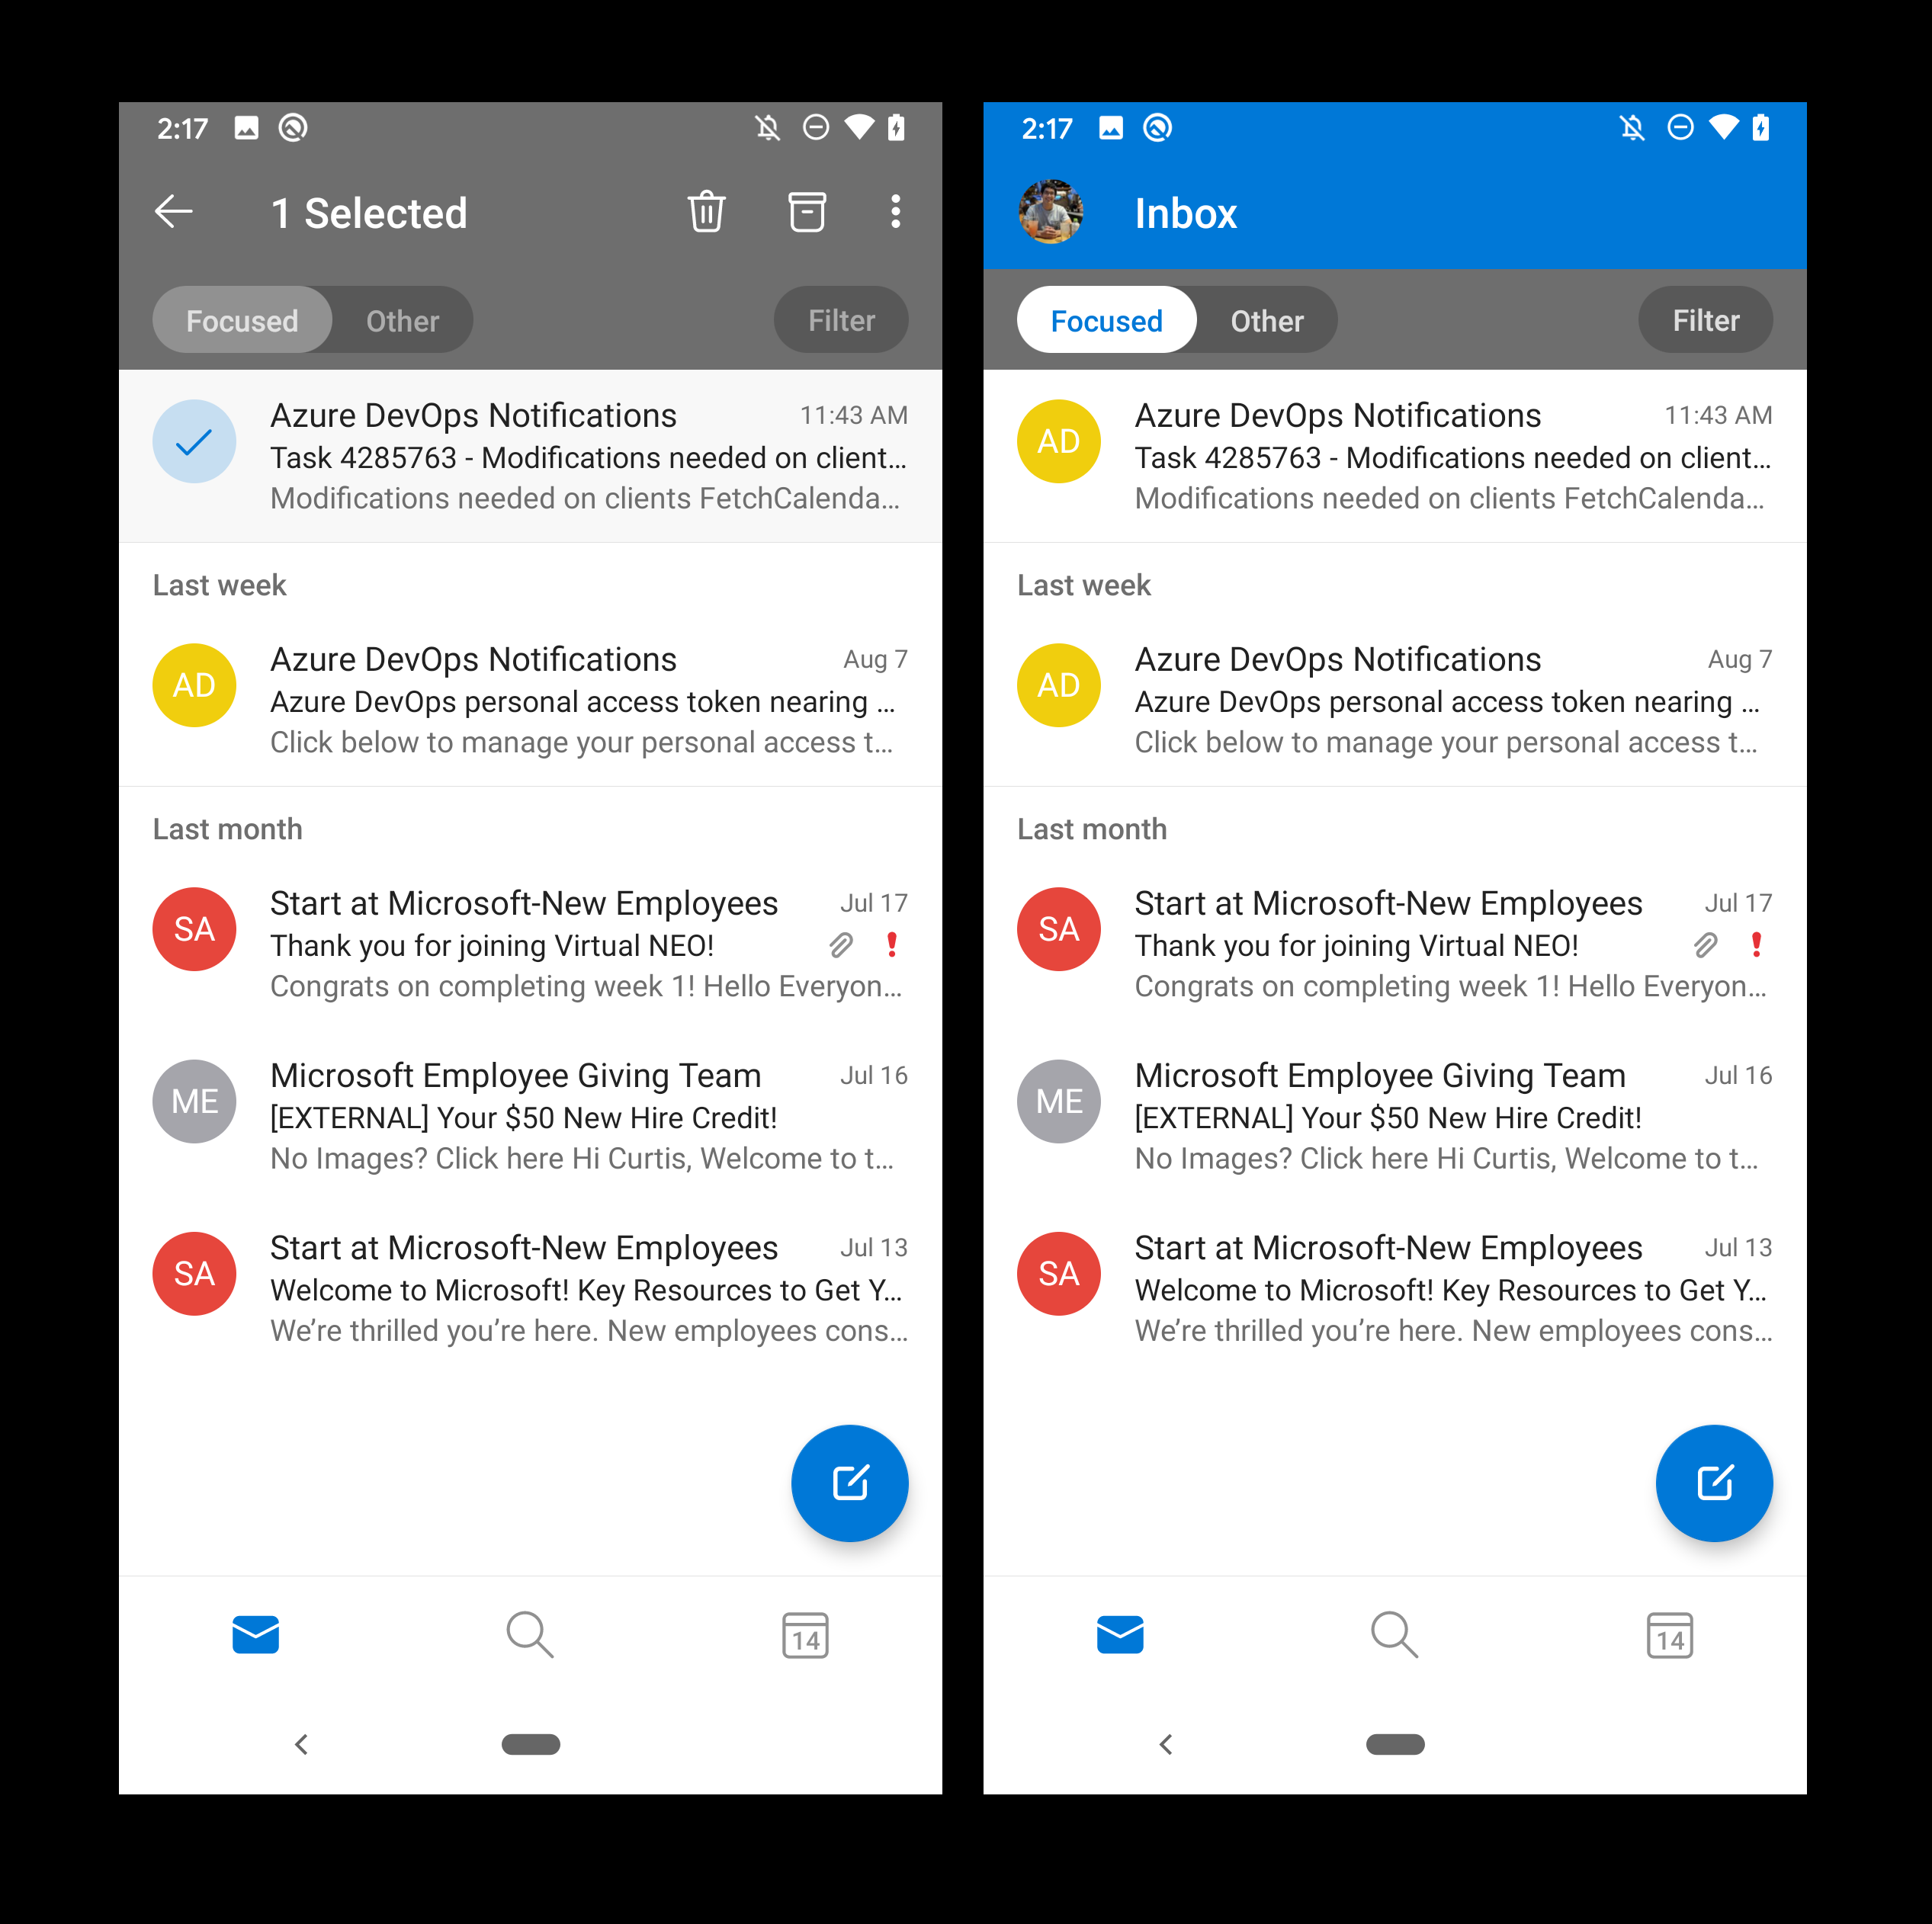 2:17
1 Selected
Focused Other Filter
Azure DevOps Notifications 11:43 AM
Task 4285763 - Modifications needed on client...
Modifications needed on clients FetchCalenda...
Last week
AD Azure DevOps Notifications Aug 7
Azure DevOps personal access token nearing ...
Click below to manage your personal access t...
Last month
SA Start at Microsoft-New Employees Jul 17
Thank you for joining Virtual NEO!
Congrats on completing week 1! Hello Everyon...
ME Microsoft Employee Giving Team Jul 16
[EXTERNAL] Your $50 New Hire Credit!
No Images? Click here Hi Curtis, Welcome to t...
SA Start at Microsoft-New Employees Jul 13
Welcome to Microsoft! Key Resources to Get Y...
We’re thrilled you’re here. New employees cons...
14
2:17
Inbox
Focused Other Filter
AD Azure DevOps Notifications 11:43 AM
Task 4285763 - Modifications needed on client...
Modifications needed on clients FetchCalenda...
Last week
AD Azure DevOps Notifications Aug 7
Azure DevOps personal access token nearing ...
Click below to manage your personal access t...
Last month
SA Start at Microsoft-New Employees Jul 17
Thank you for joining Virtual NEO!
Congrats on completing week 1! Hello Everyon...
ME Microsoft Employee Giving Team Jul 16
[EXTERNAL] Your $50 New Hire Credit!
No Images? Click here Hi Curtis, Welcome to t...
SA Start at Microsoft-New Employees Jul 13
Welcome to Microsoft! Key Resources to Get Y...
We’re thrilled you’re here. New employees cons...
14